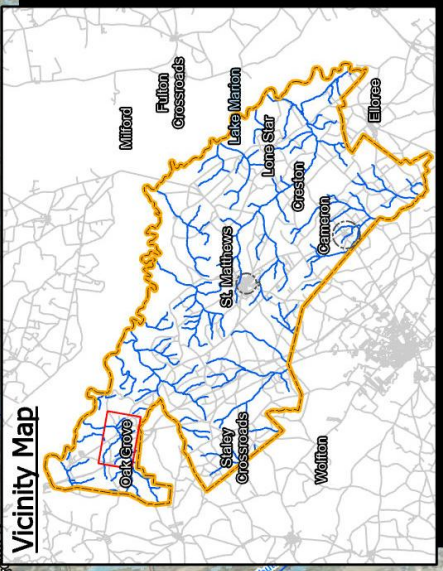 Vicinity Map
Oak Grove
Staley
Crossroads
Wolfton
St. Matthews
Cameron
Creston
Lone Star
Lake Marion
Elloree
Fulton
Crossroads
Milford